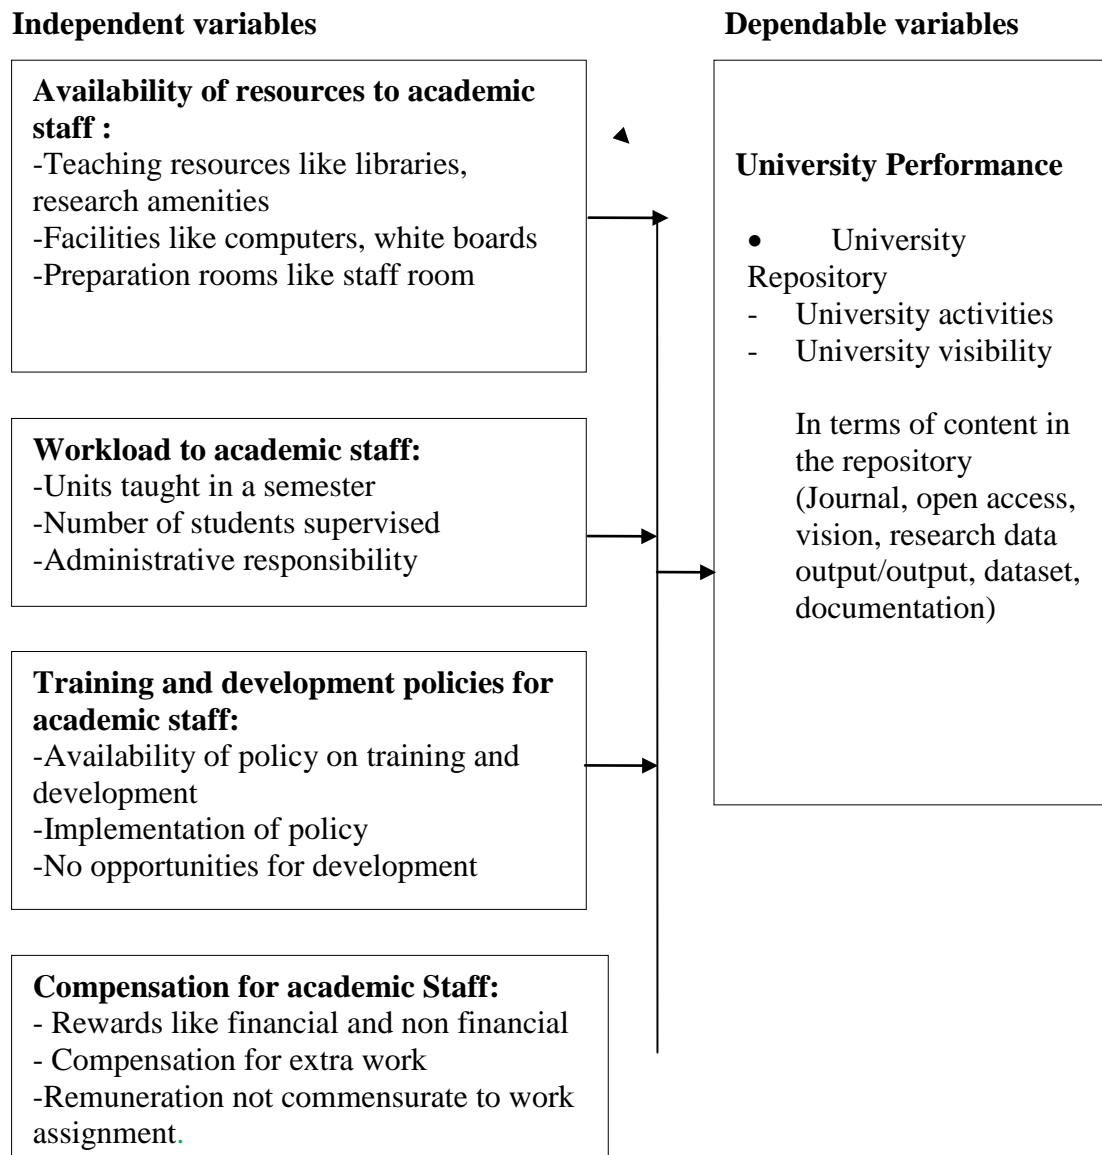 Independent variables
Dependable variables
Availability of resources to academic
staff :
-Teaching resources like libraries,
research amenities
-Facilities like computers, white boards
-Preparation rooms like staff room
Workload to academic staff:
-Units taught in a semester
-Number of students supervised
-Administrative responsibility
Training and development policies for
academic staff:
-Availability of policy on training and
development
-Implementation of policy
-No opportunities for development
Compensation for academic Staff:
- Rewards like financial and non financial
- Compensation for extra work
-Remuneration not commensurate to work
assignment.
University Performance
• University
Repository
- University activities
- University visibility
In terms of content in
the repository
(Journal, open access,
vision, research data
output/output, dataset,
documentation)